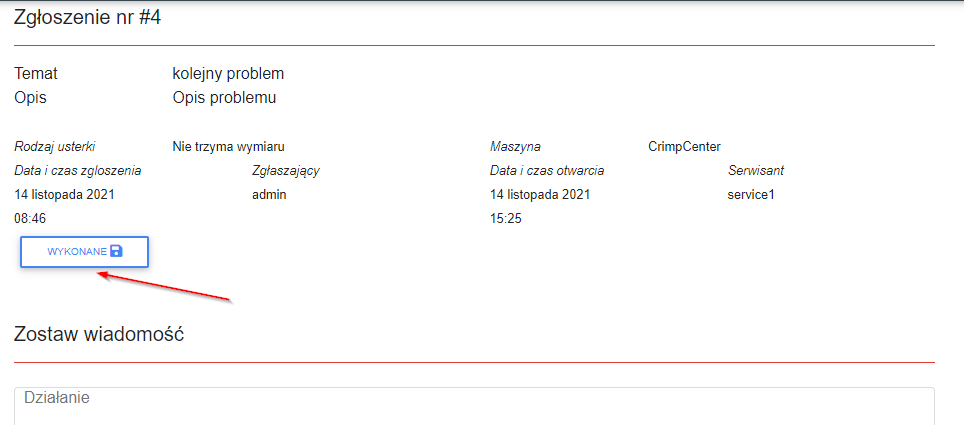 Zgłoszenie nr #4
Temat kolejny problem
Opis Opis problemu
Rodzaj usterki Nie trzyma wymiaru Maszyna CrimpCenter
Data i czas zgloszenia Zgłaszający Data i czas otwarcia Serwisant
14 listopada 2021 admin 14 listopada 2021 service1
08:46 15:25
WYKONANE
Zostaw wiadomość
Działanie